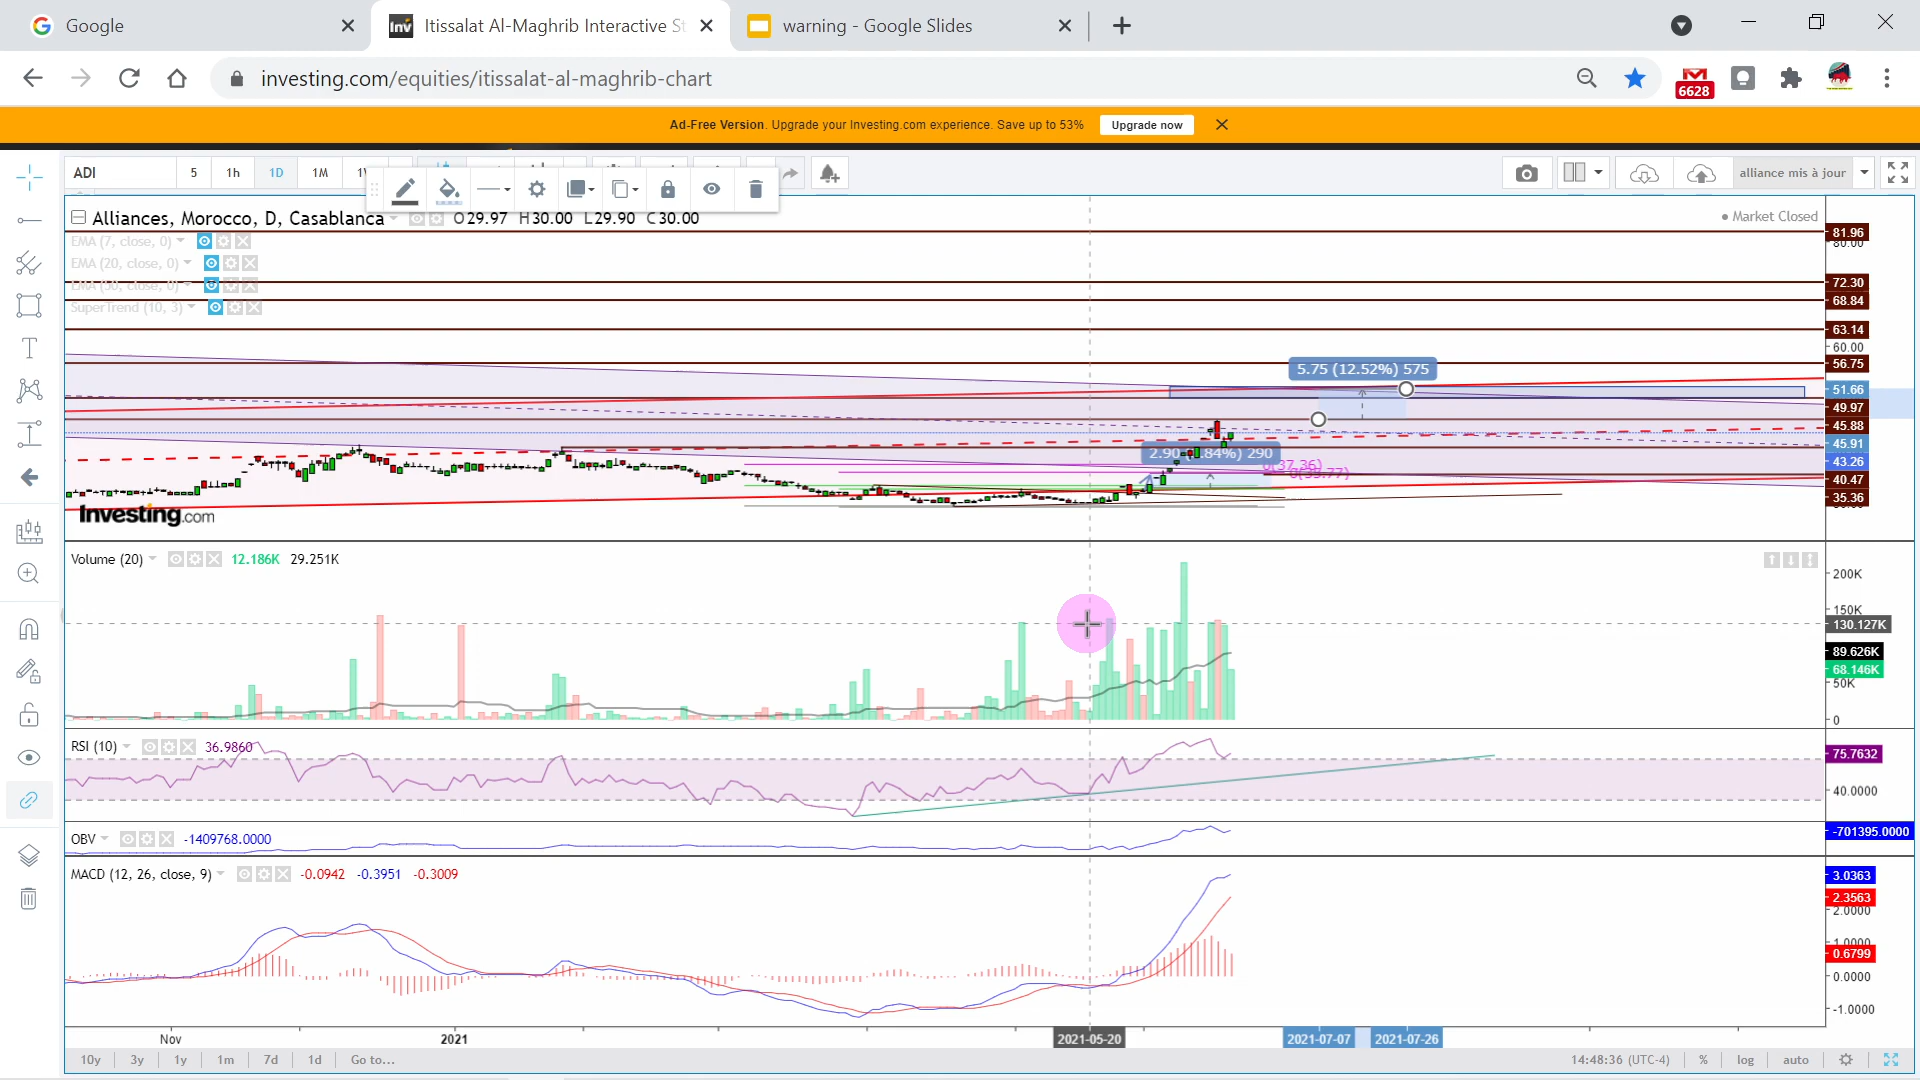 Google
Itissalat Al-Maghrib Interactive St
warning - Google Slides
investing.com/equities/itissalat-al-maghrib-chart
6628
Ad-Free Version. Upgrade your Investing.com experience. Save up to 53%
Upgrade now
ADI
5
1h
1D
1M
alliance mis à jour
Alliances, Morocco, D, Casablanca
O29.97 H30.00 L29.90 C30.00
Market Closed
EMA (7, close, 0)
EMA (20, close, 0)
EMA (50, close, 0)
SuperTrend (10, 3)
81.96
80.00
72.30
68.84
63.14
60.00
56.75
51.66
49.97
45.88
45.91
43.26
40.47
35.36
5.75 (12.52%) 575
Investing.com
Volume (20)
12.186K 29.251K
200K
150K
130.127K
89.626K
68.146K
50K
0
RSI (10)
36.9860
75.7632
40.0000
OBV
-1409768.0000
-701395.0000
MACD (12, 26, close, 9)
-0.0942 -0.3951 -0.3009
3.0363
2.3563
2.0000
1.0000
0.6799
0.0000
-1.0000
Nov
2021
2021-05-20
2021-07-07
2021-07-26
10y
3y
1y
1m
7d
1d
Go to...
14:48:36 (UTC-4)
%
log
auto